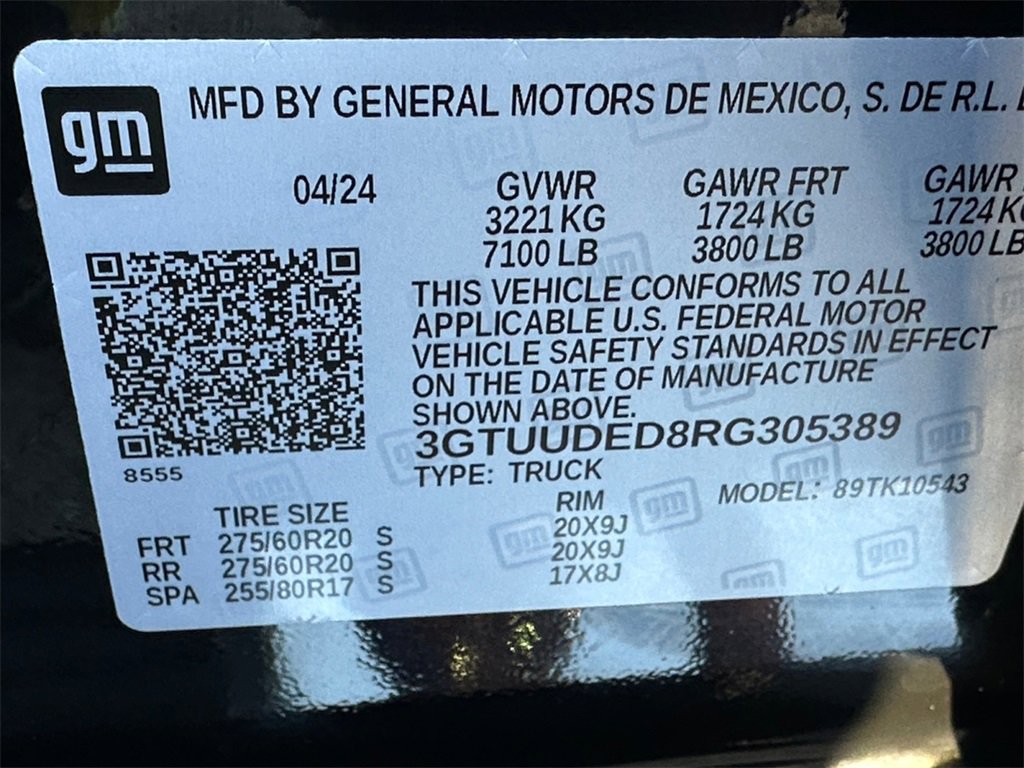 gm
MFD BY GENERAL MOTORS DE MEXICO, S. DE R.L.
04/24 GVWR GAWR FRT GAWR
3221 KG 1724 KG 1724 KG
7100 LB 3800 LB 3800 LB
THIS VEHICLE CONFORMS TO ALL
APPLICABLE U.S. FEDERAL MOTOR
VEHICLE SAFETY STANDARDS IN EFFECT
ON THE DATE OF MANUFACTURE
SHOWN ABOVE.
3GTUUDED8RG305389
8555
TYPE: TRUCK
MODEL: 89TK10543
TIRE SIZE RIM
FRT 275/60R20 S 20X9J
RR 275/60R20 S 20X9J
SPA 255/80R17 S 17X8J